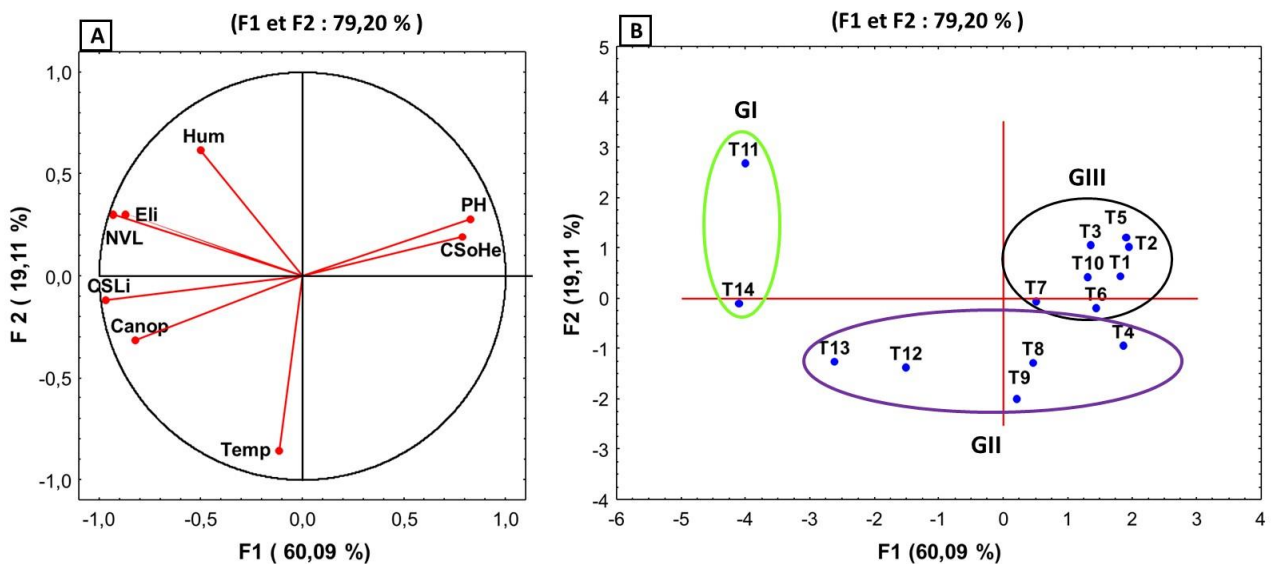 A
(F1 et F2 : 79,20 % )
1,0
0,5
0,0
-0,5
-1,0
F 2 ( 19,11 %)
Hum
Eli
NVL
PH
CSoHe
CSLi
Canop
Temp
-1,0
-0,5
0,0
0,5
1,0
F1 ( 60,09 %)
B
(F1 et F2 : 79,20 % )
5
4
3
2
1
0
-1
-2
-3
-4
F2 (19,11 %)
GI
T11
T14
GIII
T5
T3
T2
T10
T1
T7
T6
T4
T13
T12
T8
T9
GII
-6
-5
-4
-3
-2
-1
0
1
2
3
4
F1 (60,09 %)